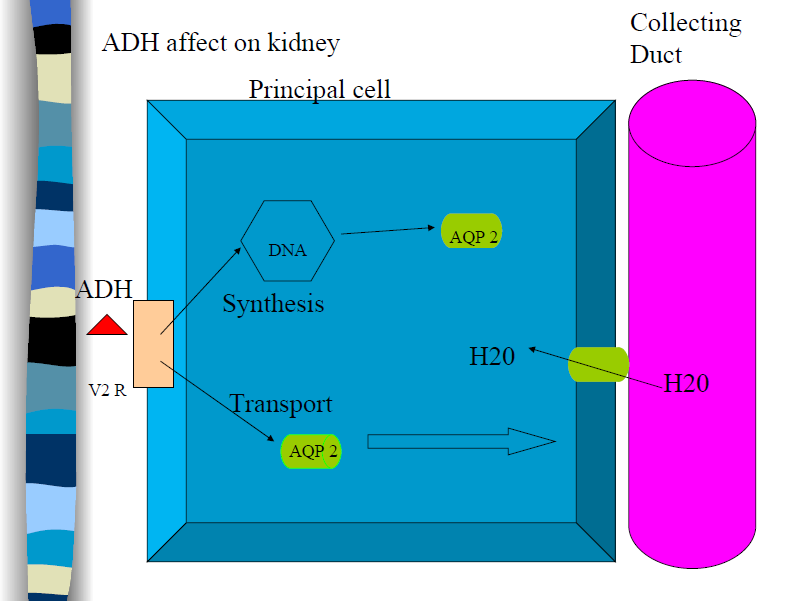 ADH affect on kidney
Collecting
Duct
Principal cell
DNA
AQP 2
ADH
Synthesis
H20
H20
V2 R
Transport
AQP 2